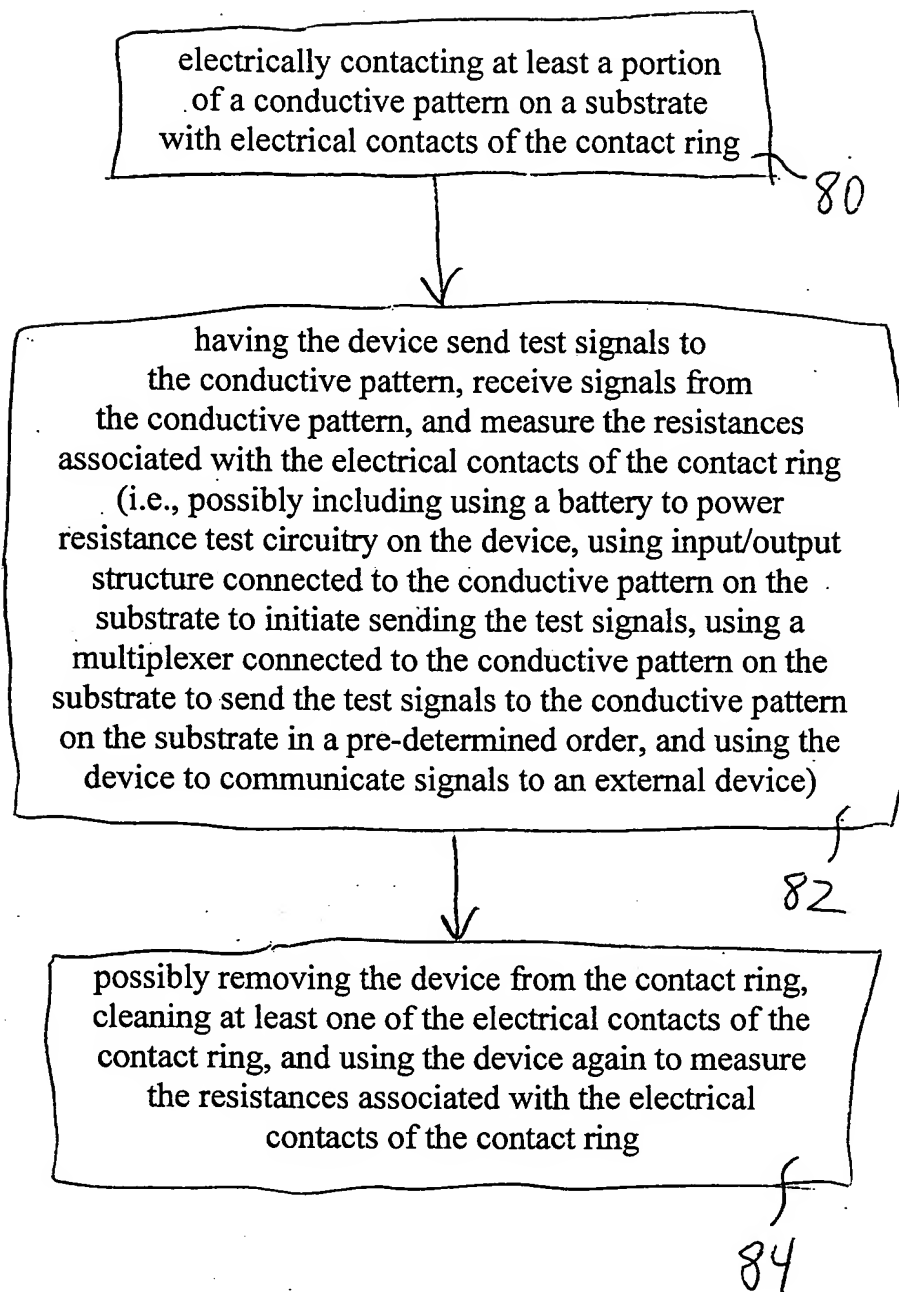 electrically contacting at least a portion
of a conductive pattern on a substrate
with electrical contacts of the contact ring
80
having the device send test signals to
the conductive pattern, receive signals from
the conductive pattern, and measure the resistances
associated with the electrical contacts of the contact ring
(i.e., possibly including using a battery to power
resistance test circuitry on the device, using input/output
structure connected to the conductive pattern on the
substrate to initiate sending the test signals, using a
multiplexer connected to the conductive pattern on the
substrate to send the test signals to the conductive pattern
on the substrate in a pre-determined order, and using the
device to communicate signals to an external device)
82
possibly removing the device from the contact ring,
cleaning at least one of the electrical contacts of the
contact ring, and using the device again to measure
the resistances associated with the electrical
contacts of the contact ring
84